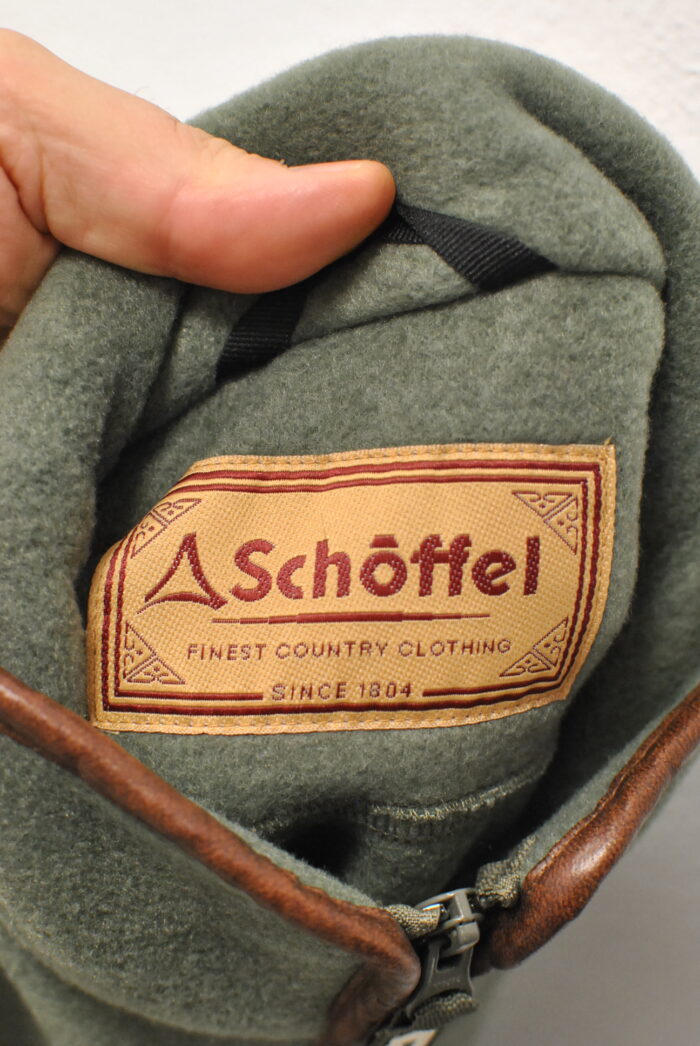 Schöffel
FINEST COUNTRY CLOTHING
SINCE 1804